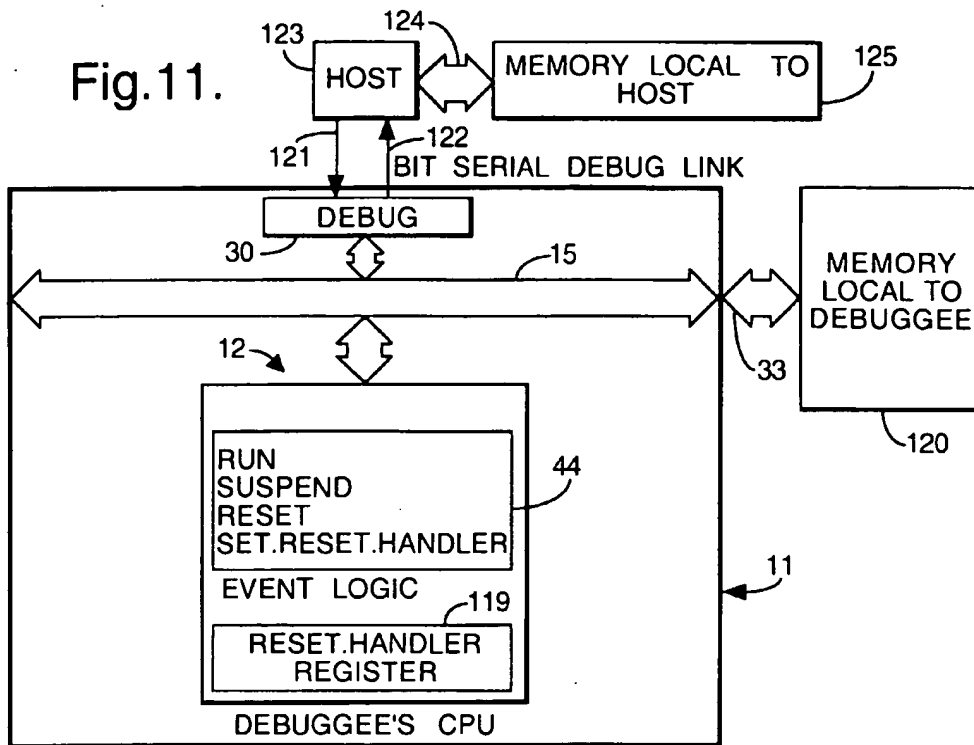 Fig.11.
123
HOST
124
MEMORY LOCAL TO
HOST
125
121
122
BIT SERIAL DEBUG LINK
DEBUG
30
15
MEMORY
LOCAL TO
DEBUGGEE
33
120
12
RUN
SUSPEND
RESET
SET.RESET.HANDLER
44
EVENT LOGIC
119
RESET.HANDLER
REGISTER
11
DEBUGGEE'S CPU